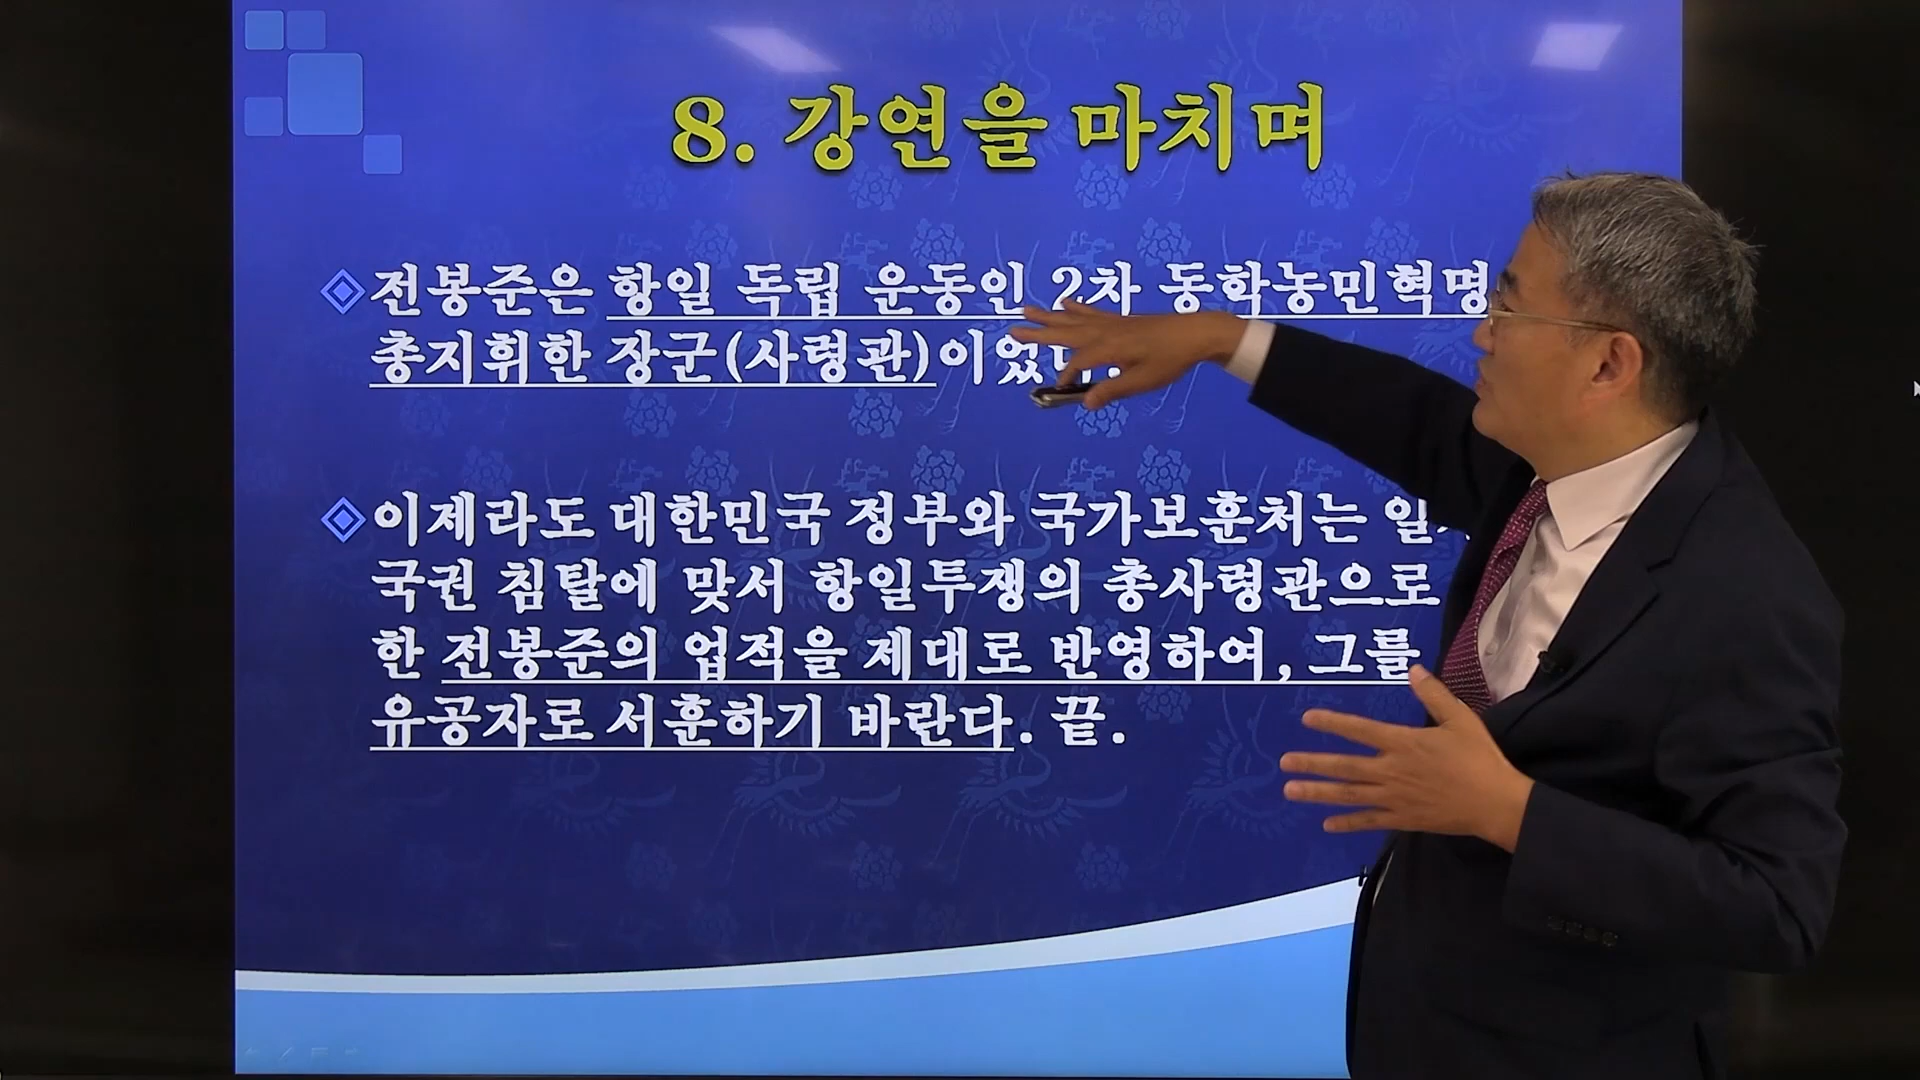 8. 강연을 마치며
전봉준은 항일 독립 운동인 2차 동학농민혁명
총지휘한 장군(사령관)이었다.
이제라도 대한민국 정부와 국가보훈처는
국권 침탈에 맞서 항일투쟁의 총사령관으로
한 전봉준의 업적을 제대로 반영하여, 그를
유공자로 서훈하기 바란다. 끝.